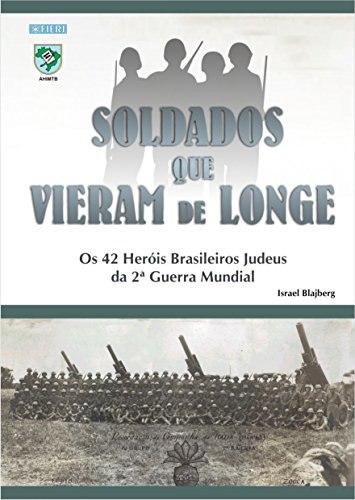 FIERJ
AHIMTB
SOLDADOS
QUE
VIERAM DE LONGE
Os 42 Heróis Brasileiros Judeus
da 2ª Guerra Mundial
Israel Blajberg